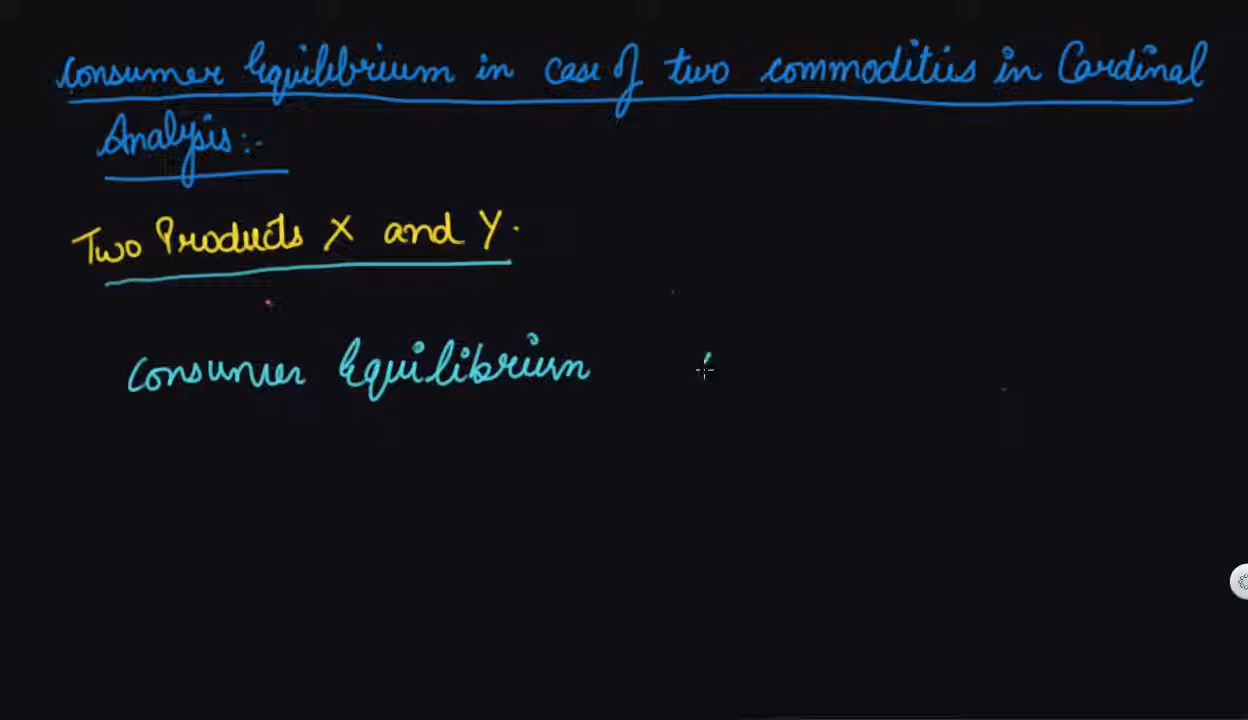 Consumer Equilibrium in case of two commodities in Cardinal
Analysis:-
Two Products X and Y.
Consumer Equilibrium